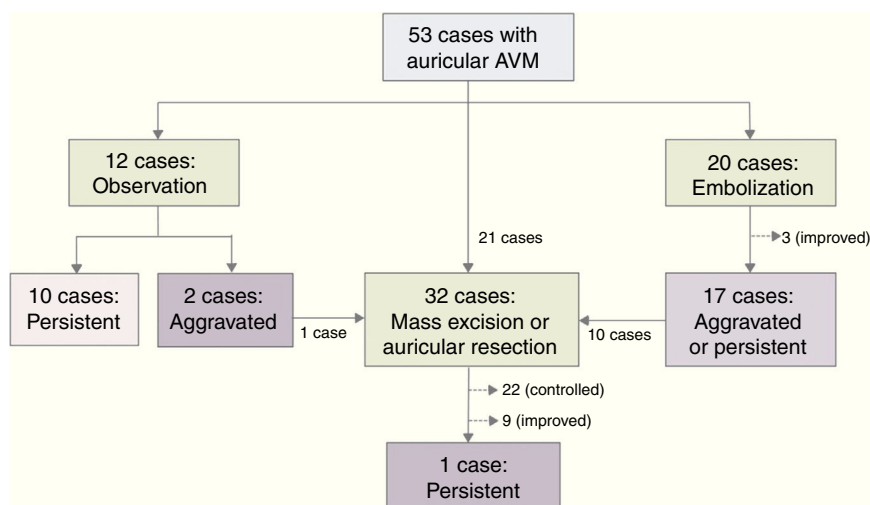 53 cases with
auricular AVM
12 cases:
Observation
20 cases:
Embolization
21 cases
3 (improved)
10 cases:
Persistent
2 cases:
Aggravated
1 case
32 cases:
Mass excision or
auricular resection
10 cases
17 cases:
Aggravated
or persistent
22 (controlled)
9 (improved)
1 case:
Persistent